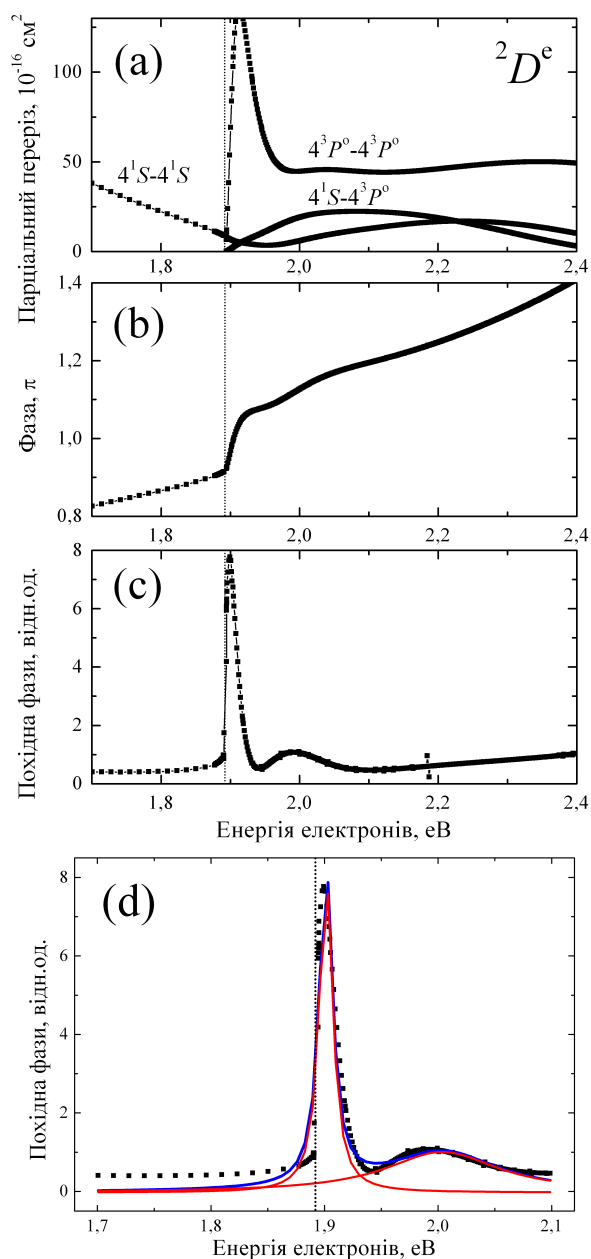 (a)
²Dᵉ
Парціальний переріз, 10⁻¹⁶ см²
100
50
0
4¹S-4¹S
4³Pᵒ-4³Pᵒ
4¹S-4³Pᵒ
1,8 2,0 2,2 2,4
(b)
Фаза, π
1,4
1,2
1,0
0,8
1,8 2,0 2,2 2,4
(c)
Похідна фази, відн.од.
8
6
4
2
0
1,8 2,0 2,2 2,4
Енергія електронів, еВ
(d)
Похідна фази, відн.од.
8
6
4
2
0
1,7 1,8 1,9 2,0 2,1
Енергія електронів, еВ